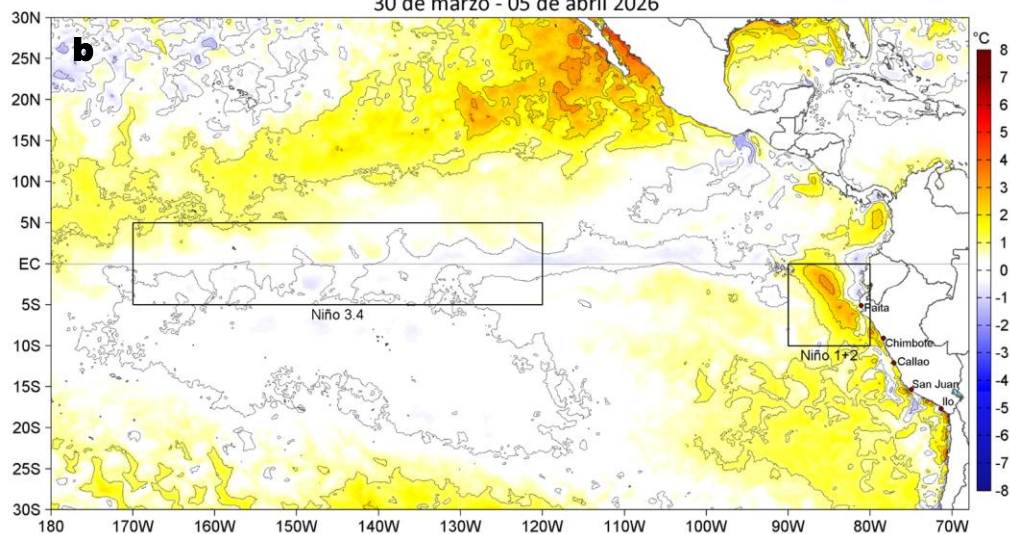 30 de marzo - 05 de abril 2026
b
30N
25N
20N
15N
10N
5N
EC
5S
10S
15S
20S
25S
30S
180
170W
160W
150W
140W
130W
120W
110W
100W
90W
80W
70W
Niño 3.4
Niño 1+2
Paita
Chimbote
Callao
San Juan
Ilo
°C
8
7
6
5
4
3
2
1
0
-1
-2
-3
-4
-5
-6
-7
-8